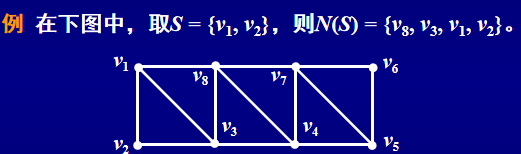 例 在下图中，取S = {v₁, v₂}，则N(S) = {v₈, v₃, v₁, v₂}。
v₁ v₈ v₇ v₆
v₂ v₃ v₄ v₅